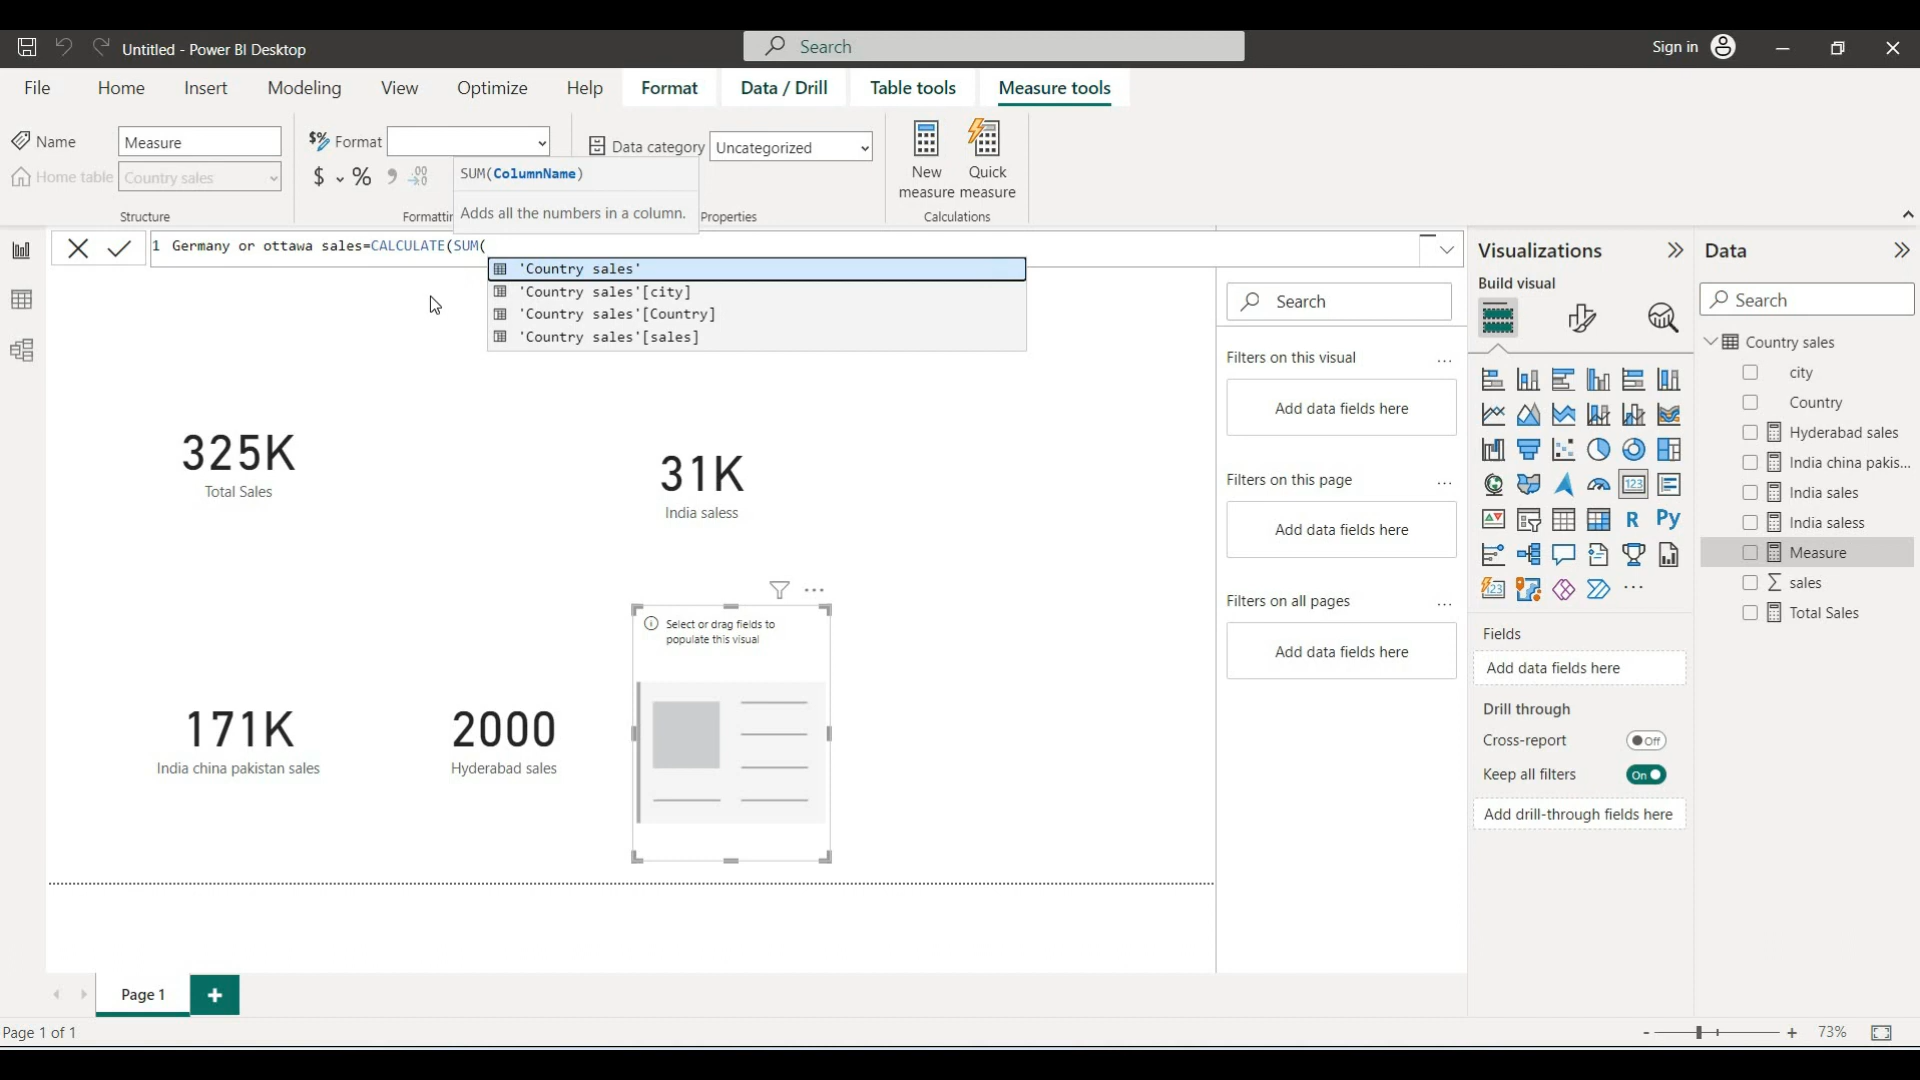 Untitled - Power BI Desktop
Search
Sign in
File
Home
Insert
Modeling
View
Optimize
Help
Format
Data / Drill
Table tools
Measure tools
Name
Measure
Home table
Country sales
Structure
$% Format
$ % 9 .00
Formattin
SUM(ColumnName)
Adds all the numbers in a column.
Data category
Uncategorized
Properties
New measure
Quick measure
Calculations
1 Germany or ottawa sales=CALCULATE(SUM(
'Country sales'
'Country sales'[city]
'Country sales'[Country]
'Country sales'[sales]
325K
Total Sales
31K
India saless
171K
India china pakistan sales
2000
Hyderabad sales
Select or drag fields to
populate this visual
Search
Filters on this visual
...
Add data fields here
Filters on this page
...
Add data fields here
Filters on all pages
...
Add data fields here
Visualizations
Build visual
123
R
Py
123
...
Fields
Add data fields here
Drill through
Cross-report
Off
Keep all filters
On
Add drill-through fields here
Data
Search
Country sales
city
Country
Hyderabad sales
India china pakis...
India sales
India saless
Measure
∑ sales
Total Sales
Page 1
+
Page 1 of 1
- + 73%